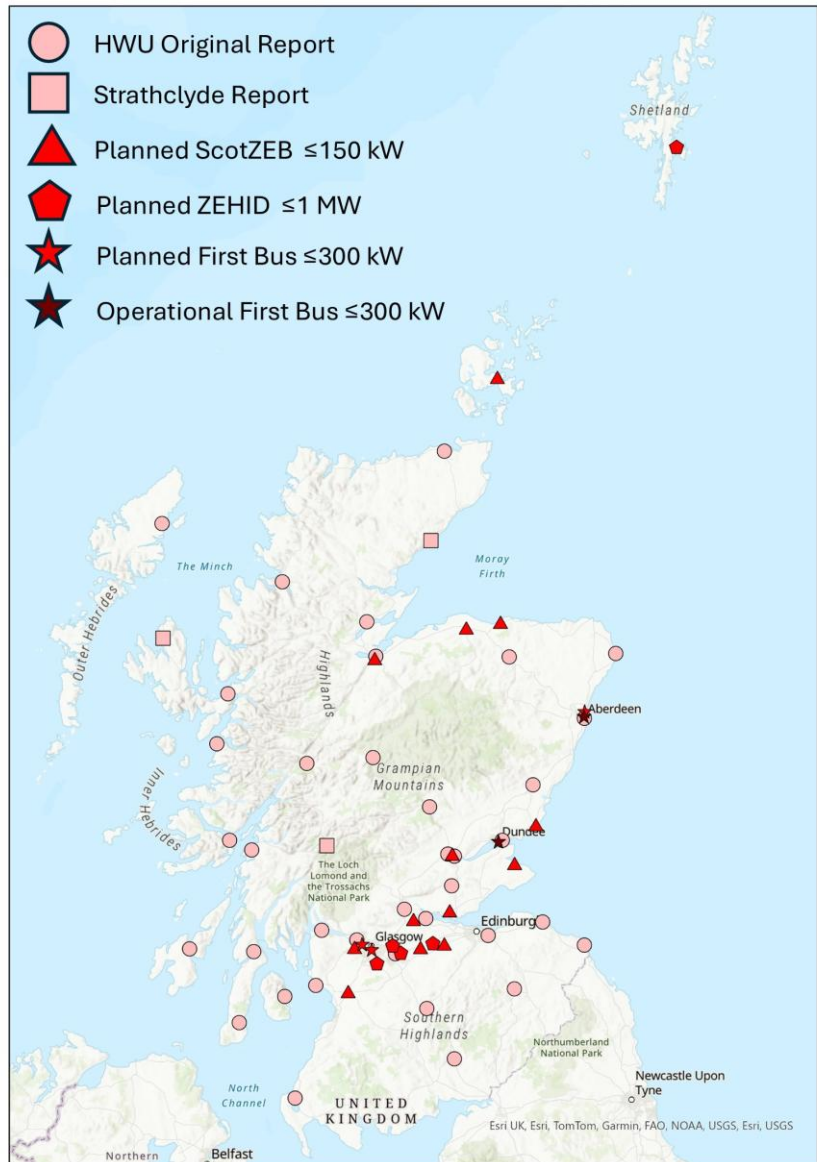 HWU Original Report
Strathclyde Report
Planned ScotZEB ≤150 kW
Planned ZEHID ≤1 MW
Planned First Bus ≤300 kW
Operational First Bus ≤300 kW
Shetland
The Minch
Moray
Firth
Outer Hebrides
Highlands
Aberdeen
Grampian
Mountains
Inner Hebrides
Dundee
The Loch
Lomond and
the Trossachs
National Park
Edinburg
Glasgow
Southern
Highlands
Northumberland
National Park
North
Channel
Newcastle Upon
Tyne
UNITED
KINGDOM
Esri UK, Esri, TomTom, Garmin, FAO, NOAA, USGS, Esri, USGS
Northern
Belfast